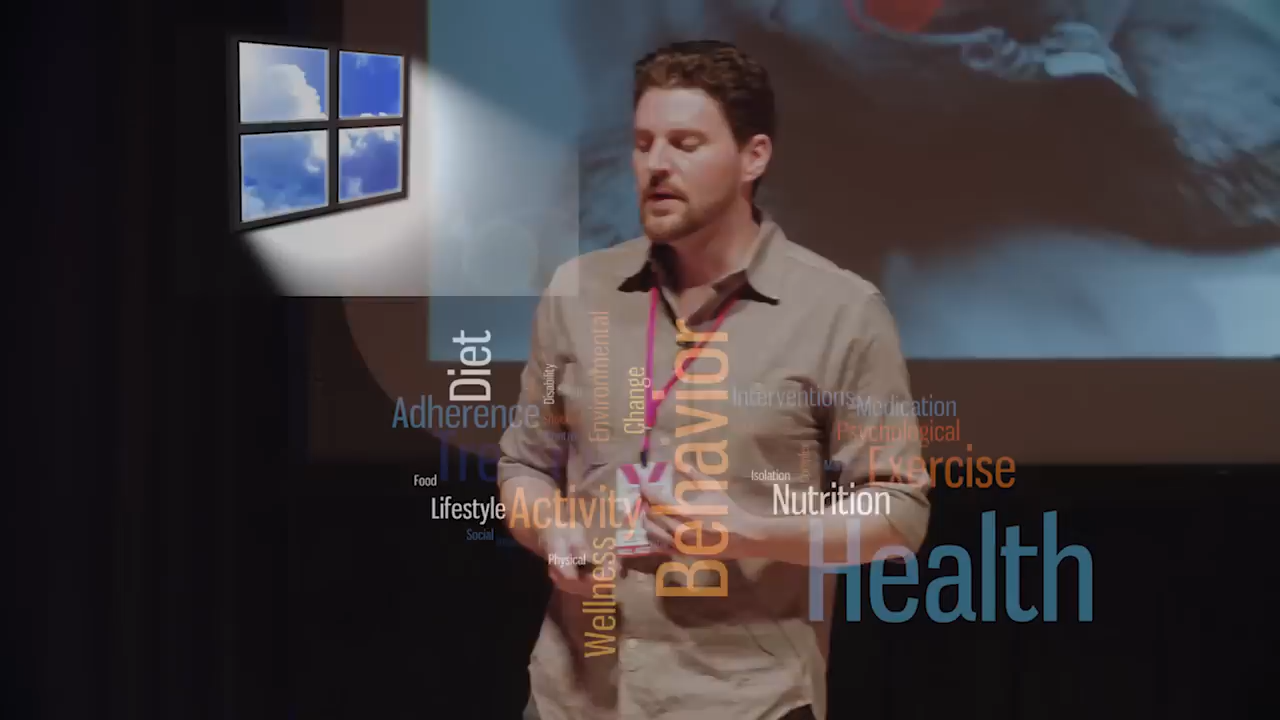 Diet
Disability
Environmental
Change
Behavior
Interventions
Medication
Adherence
Psychological
Exercise
Food
Isolation
Lifestyle
Activity
Nutrition
Social
Physical
Wellness
Health